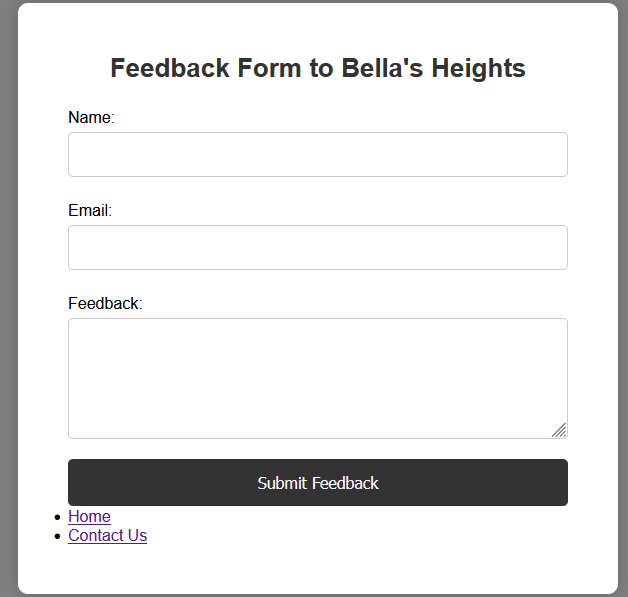 Feedback Form to Bella's Heights
Name:
Email:
Feedback:
Submit Feedback
Home
Contact Us